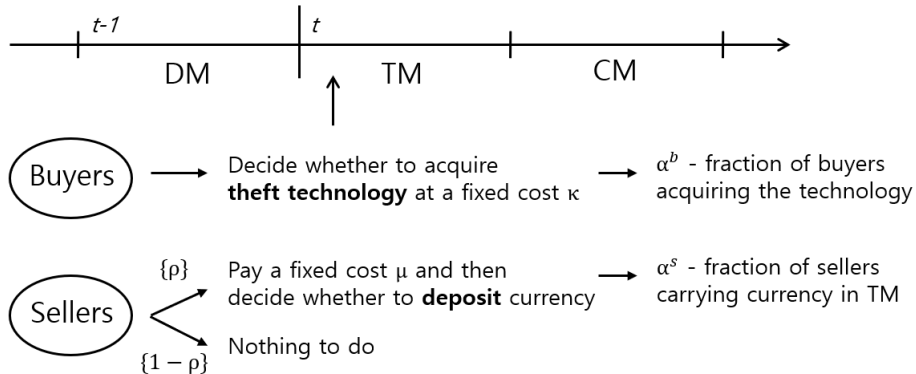 t-1
t
DM
TM
CM
Buyers
Decide whether to acquire
theft technology at a fixed cost κ
αᵇ - fraction of buyers
acquiring the technology
{ρ}
Sellers
Pay a fixed cost μ and then
decide whether to deposit currency
αˢ - fraction of sellers
carrying currency in TM
{1 − ρ}
Nothing to do